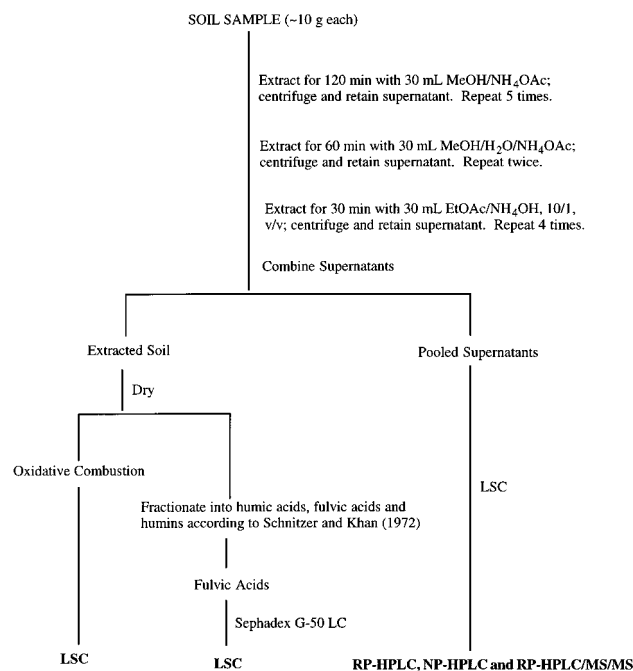 SOIL SAMPLE (~10 g each)
Extract for 120 min with 30 mL MeOH/NH₄OAc;
centrifuge and retain supernatant. Repeat 5 times.
Extract for 60 min with 30 mL MeOH/H₂O/NH₄OAc;
centrifuge and retain supernatant. Repeat twice.
Extract for 30 min with 30 mL EtOAc/NH₄OH, 10/1,
v/v; centrifuge and retain supernatant. Repeat 4 times.
Combine Supernatants
Extracted Soil
Pooled Supernatants
Dry
Oxidative Combustion
LSC
Fractionate into humic acids, fulvic acids and
humins according to Schnitzer and Khan (1972)
Fulvic Acids
Sephadex G-50 LC
LSC
LSC
RP-HPLC, NP-HPLC and RP-HPLC/MS/MS